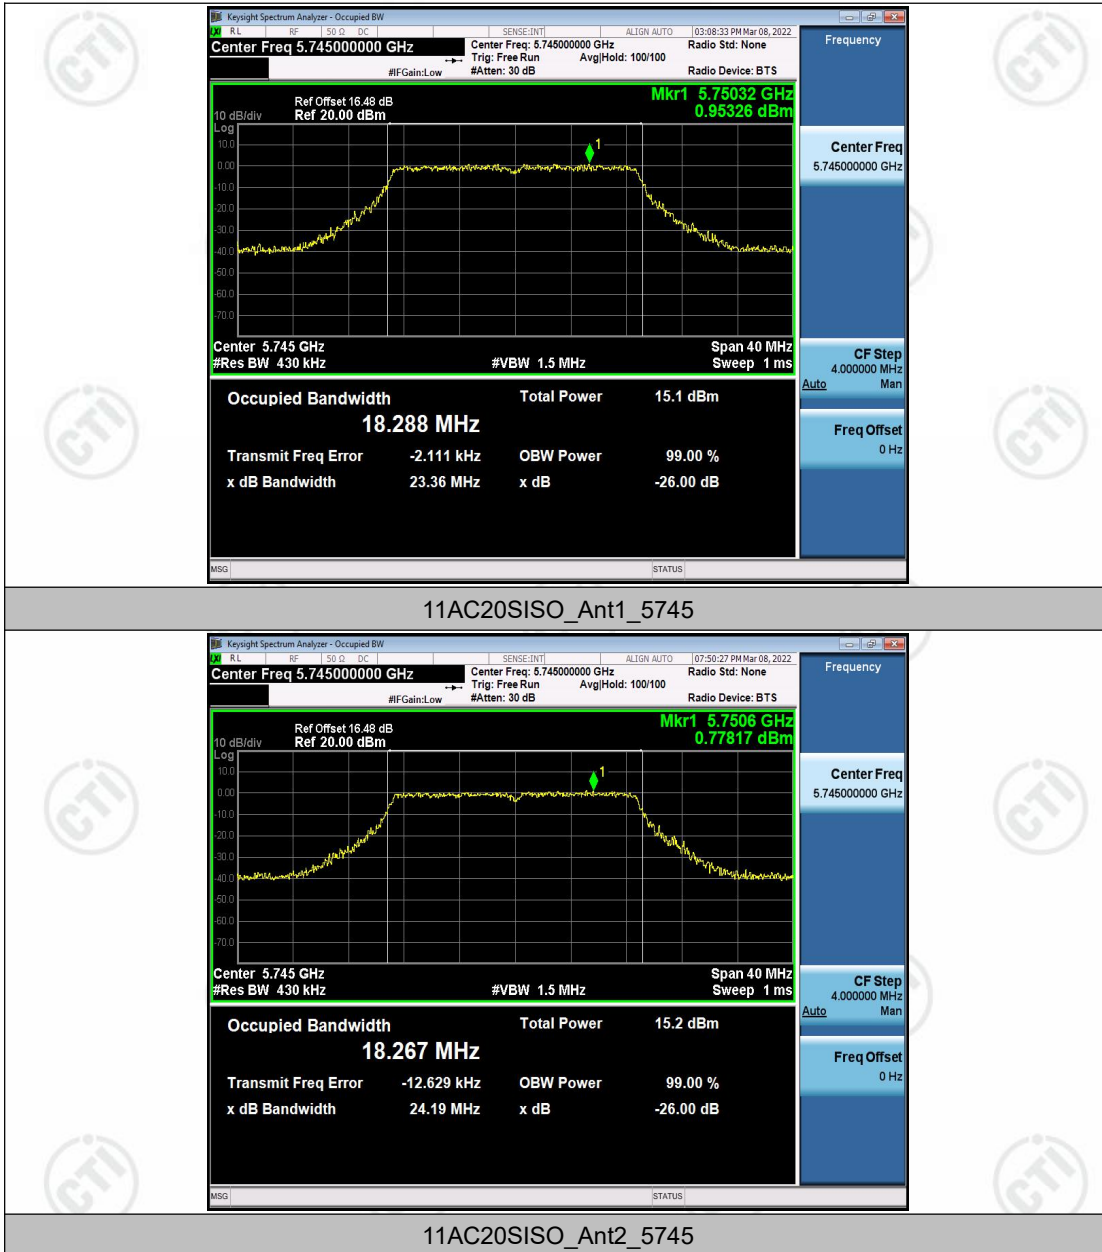 Keysight Spectrum Analyzer - Occupied BW
LXI RL RF 50 Ω DC SENSE:INT ALIGN AUTO 03:08:33 PM Mar 08, 2022
Center Freq 5.745000000 GHz
Center Freq: 5.745000000 GHz Radio Std: None
Trig: Free Run Avg|Hold: 100/100
#IFGain:Low #Atten: 30 dB Radio Device: BTS
Frequency
Mkr1 5.75032 GHz
0.95326 dBm
Ref Offset 16.48 dB
10 dB/div Ref 20.00 dBm
Log
10.0
0.00
-10.0
-20.0
-30.0
-40.0
-50.0
-60.0
-70.0
1
Center 5.745 GHz Span 40 MHz
#Res BW 430 kHz #VBW 1.5 MHz Sweep 1 ms
Center Freq
5.745000000 GHz
CF Step
4.000000 MHz
Auto Man
Freq Offset
0 Hz
Occupied Bandwidth Total Power 15.1 dBm
18.288 MHz
Transmit Freq Error -2.111 kHz OBW Power 99.00 %
x dB Bandwidth 23.36 MHz x dB -26.00 dB
MSG STATUS
11AC20SISO_Ant1_5745
Keysight Spectrum Analyzer - Occupied BW
LXI RL RF 50 Ω DC SENSE:INT ALIGN AUTO 07:50:27 PM Mar 08, 2022
Center Freq 5.745000000 GHz
Center Freq: 5.745000000 GHz Radio Std: None
Trig: Free Run Avg|Hold: 100/100
#IFGain:Low #Atten: 30 dB Radio Device: BTS
Frequency
Mkr1 5.7506 GHz
0.77817 dBm
Ref Offset 16.48 dB
10 dB/div Ref 20.00 dBm
Log
10.0
0.00
-10.0
-20.0
-30.0
-40.0
-50.0
-60.0
-70.0
1
Center 5.745 GHz Span 40 MHz
#Res BW 430 kHz #VBW 1.5 MHz Sweep 1 ms
Center Freq
5.745000000 GHz
CF Step
4.000000 MHz
Auto Man
Freq Offset
0 Hz
Occupied Bandwidth Total Power 15.2 dBm
18.267 MHz
Transmit Freq Error -12.629 kHz OBW Power 99.00 %
x dB Bandwidth 24.19 MHz x dB -26.00 dB
MSG STATUS
11AC20SISO_Ant2_5745
CTI
CTI
CTI
CTI
CTI
CTI
CTI
CTI